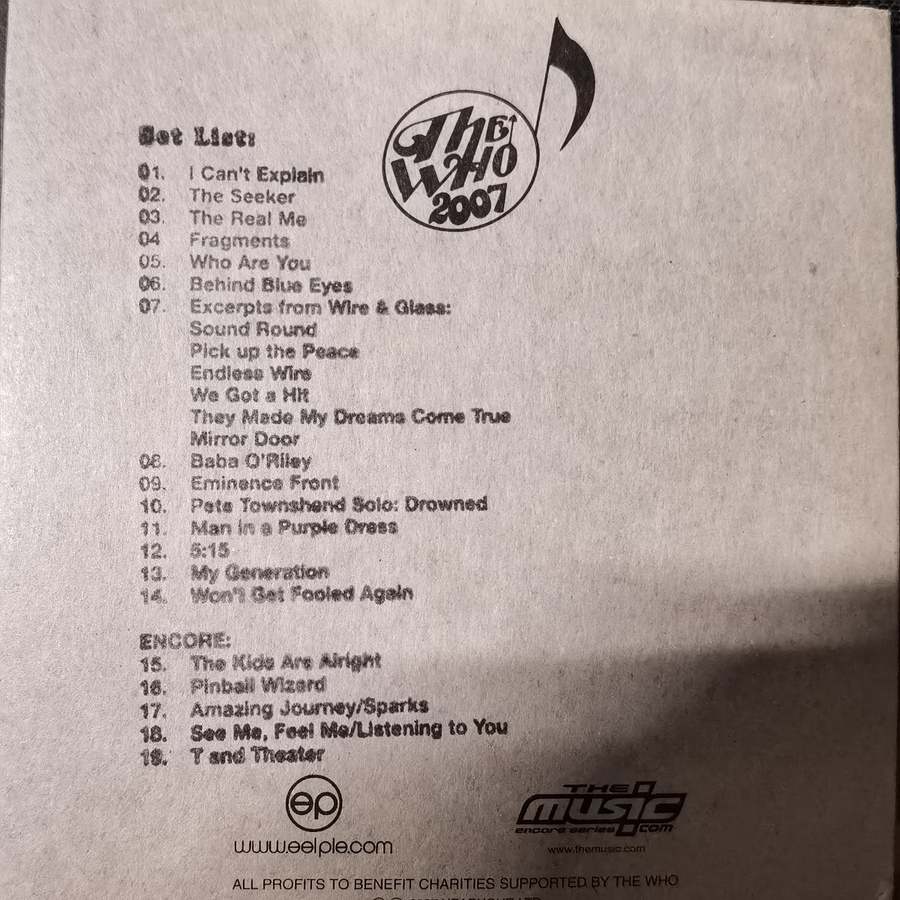 THE WHO 2007
Set List:
01. I Can't Explain
02. The Seeker
03. The Real Me
04 Fragments
05. Who Are You
06. Behind Blue Eyes
07. Excerpts from Wire & Glass:
Sound Round
Pick up the Peace
Endless Wire
We Got a Hit
They Made My Dreams Come True
Mirror Door
08. Baba O'Riley
09. Eminence Front
10. Pete Townshend Solo: Drowned
11. Man in a Purple Dress
12. 5:15
13. My Generation
14. Won't Get Fooled Again
ENCORE:
15. The Kids Are Alright
16. Pinball Wizard
17. Amazing Journey/Sparks
18. See Me, Feel Me/Listening to You
19. T and Theater
ep
www.eelpie.com
THE
music
encore series .com
www.themusic.com
ALL PROFITS TO BENEFIT CHARITIES SUPPORTED BY THE WHO